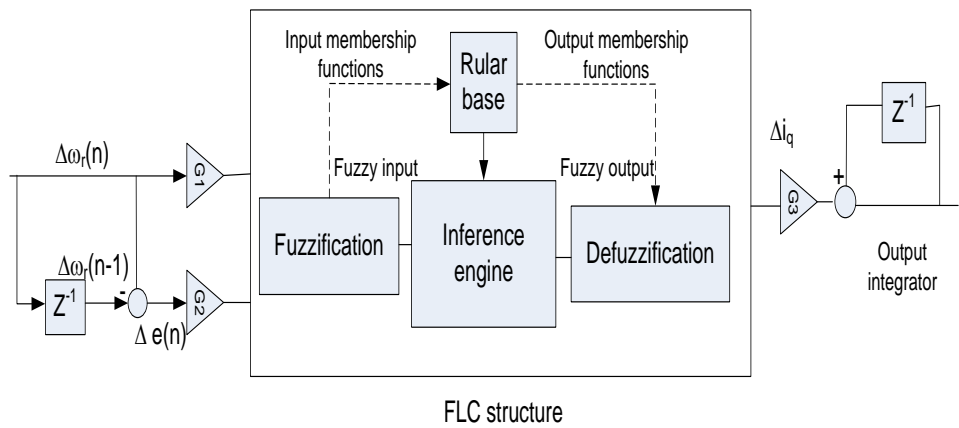 Input membership
functions
Output membership
functions
Rular
base
Z-1
Δiq
Δωr(n)
G1
Fuzzy input
Fuzzy output
+
G3
Fuzzification
Inference
engine
Defuzzification
Output
integrator
Δωr(n-1)
Z-1
-
G2
Δ e(n)
FLC structure